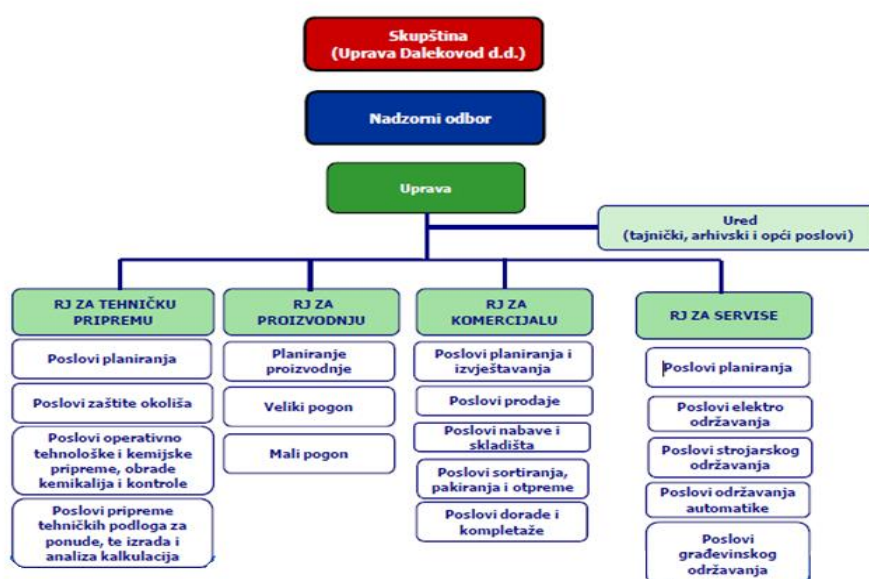 Skupština
(Uprava Dalekovod d.d.)
Nadzorni odbor
Uprava
Ured
(tajnički, arhivski i opći poslovi)
RJ ZA TEHNIČKU
PRIPREMU
Poslovi planiranja
Poslovi zaštite okoliša
Poslovi operativno
tehnološke i kemijske
pripreme, obrade
kemikalija i kontrole
Poslovi pripreme
tehničkih podloga za
ponude, te izrada i
analiza kalkulacija
RJ ZA
PROIZVODNJU
Planiranje
proizvodnje
Veliki pogon
Mali pogon
RJ ZA
KOMERCIJALU
Poslovi planiranja i
izvještavanja
Poslovi prodaje
Poslovi nabave i
skladišta
Poslovi sortiranja,
pakiranja i otpreme
Poslovi dorade i
kompletaže
RJ ZA SERVISE
Poslovi planiranja
Poslovi elektro
održavanja
Poslovi strojarskog
održavanja
Poslovi održavanja
automatike
Poslovi
građevinskog
održavanja